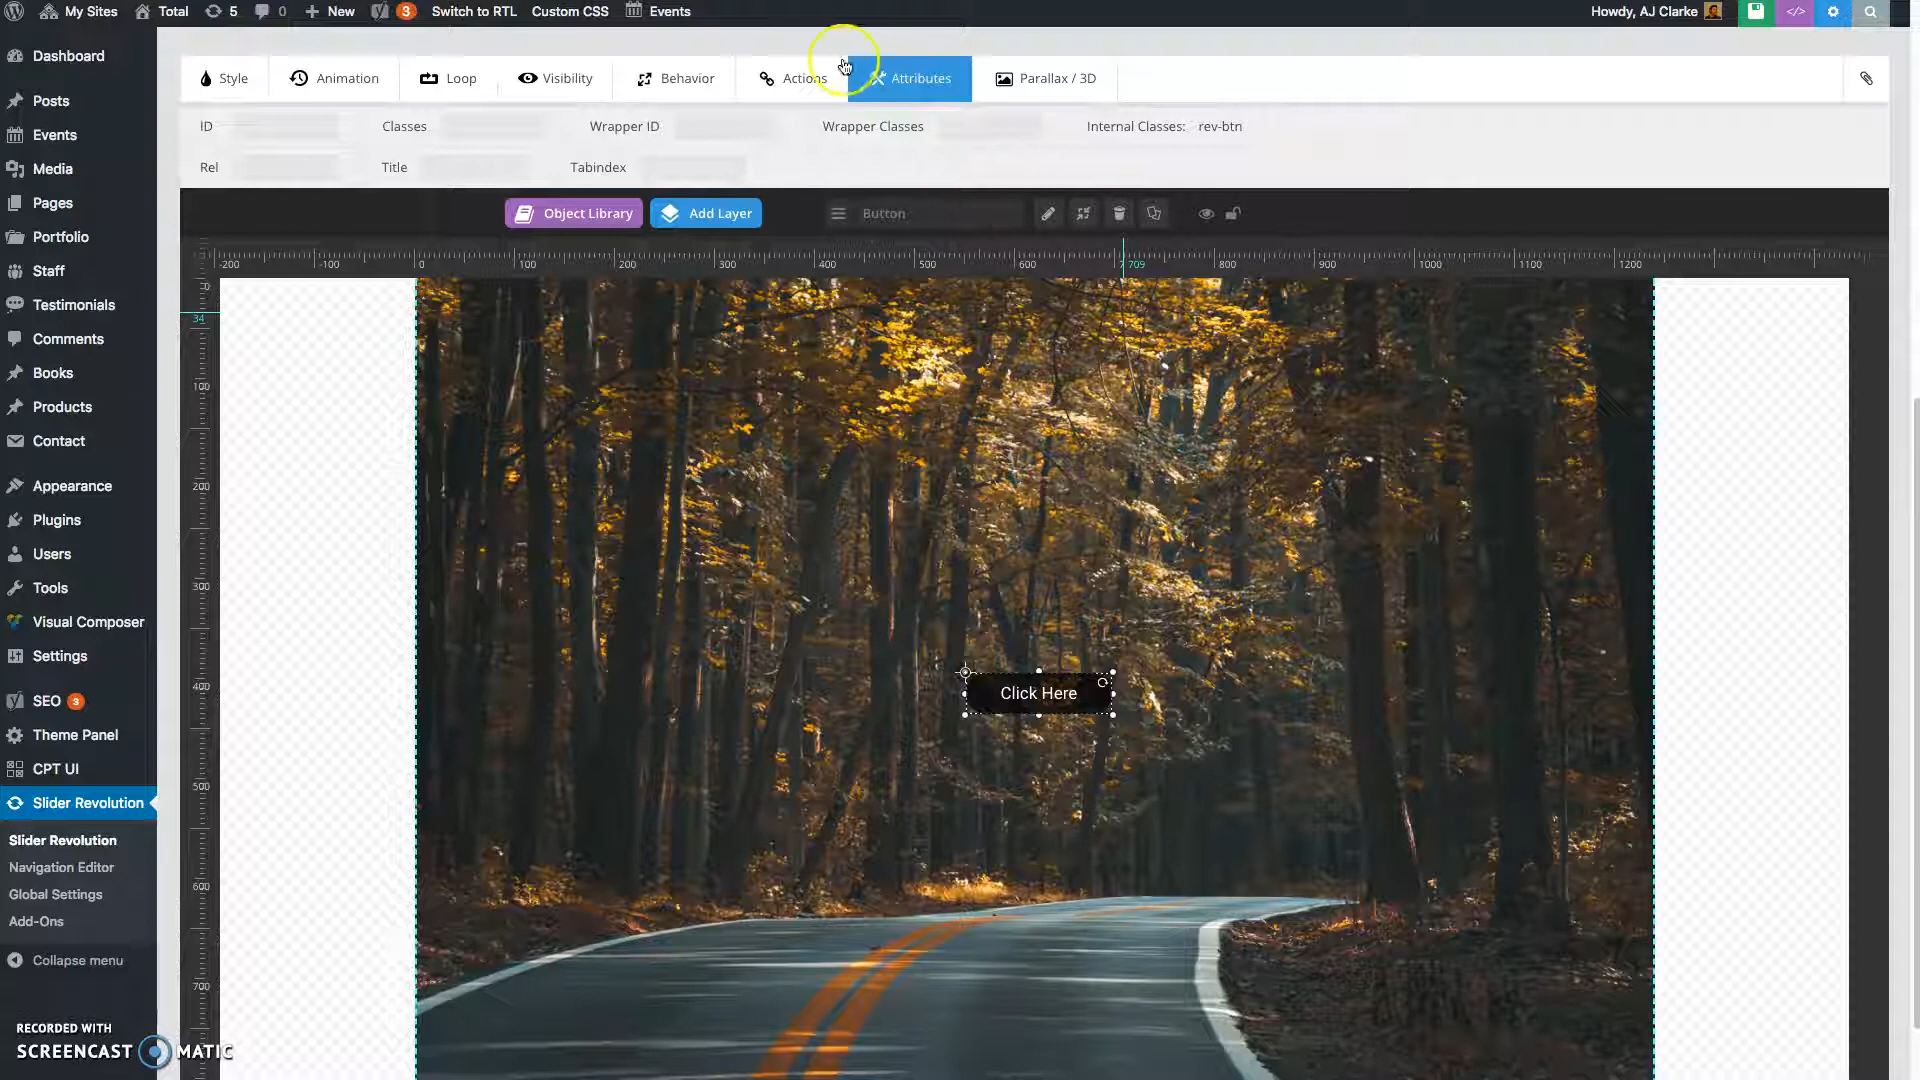 My Sites Total 5 0 New 3 Switch to RTL Custom CSS Events Howdy, AJ Clarke </>
Dashboard
Posts
Events
Media
Pages
Portfolio
Staff
Testimonials
Comments
Books
Products
Contact
Appearance
Plugins
Users
Tools
Visual Composer
Settings
SEO 3
Theme Panel
CPT UI
Slider Revolution
Slider Revolution
Navigation Editor
Global Settings
Add-Ons
Collapse menu
RECORDED WITH
SCREENCAST MATIC
Style Animation Loop Visibility Behavior Actions Attributes Parallax / 3D
ID Classes Wrapper ID Wrapper Classes Internal Classes: rev-btn
Rel Title Tabindex
Object Library Add Layer Button
-200 -100 0 100 200 300 400 500 600 709 800 900 1000 1100 1200
0
34
100
200
300
400
500
600
700
Click Here